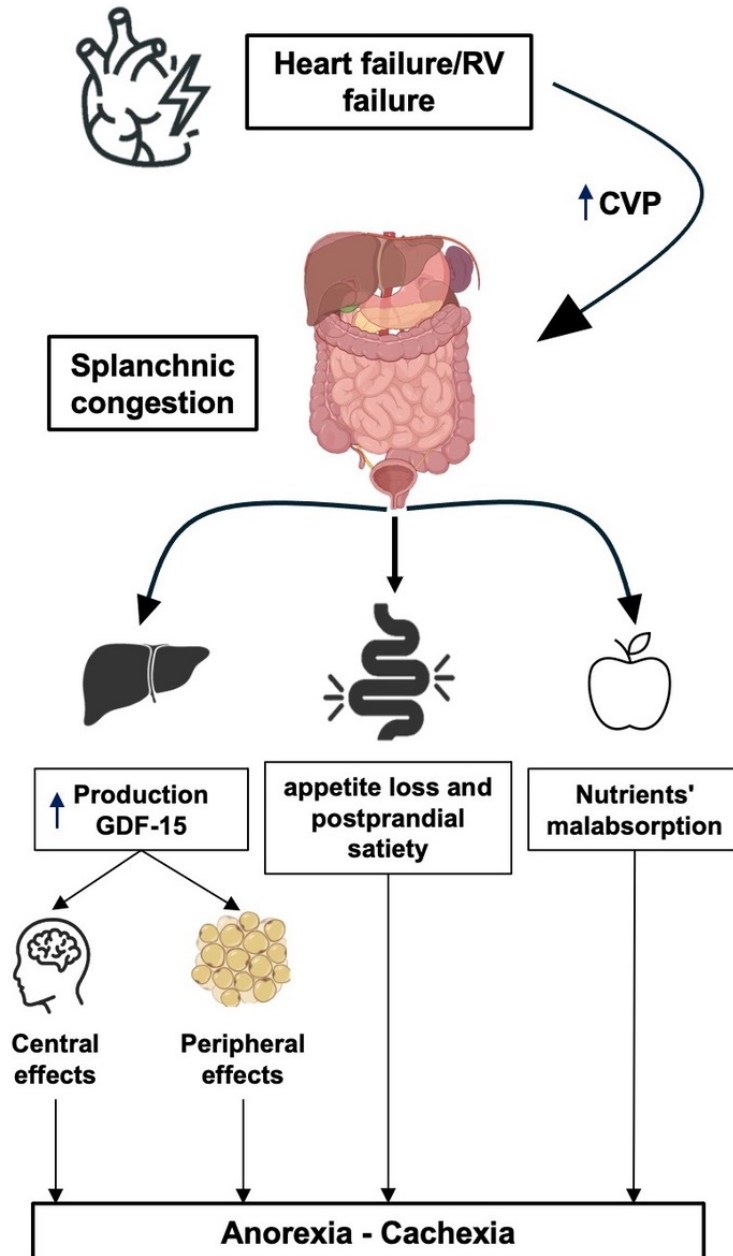 Heart failure/RV
failure
↑ CVP
Splanchnic
congestion
↑ Production
GDF-15
appetite loss and
postprandial
satiety
Nutrients'
malabsorption
Central
effects
Peripheral
effects
Anorexia - Cachexia